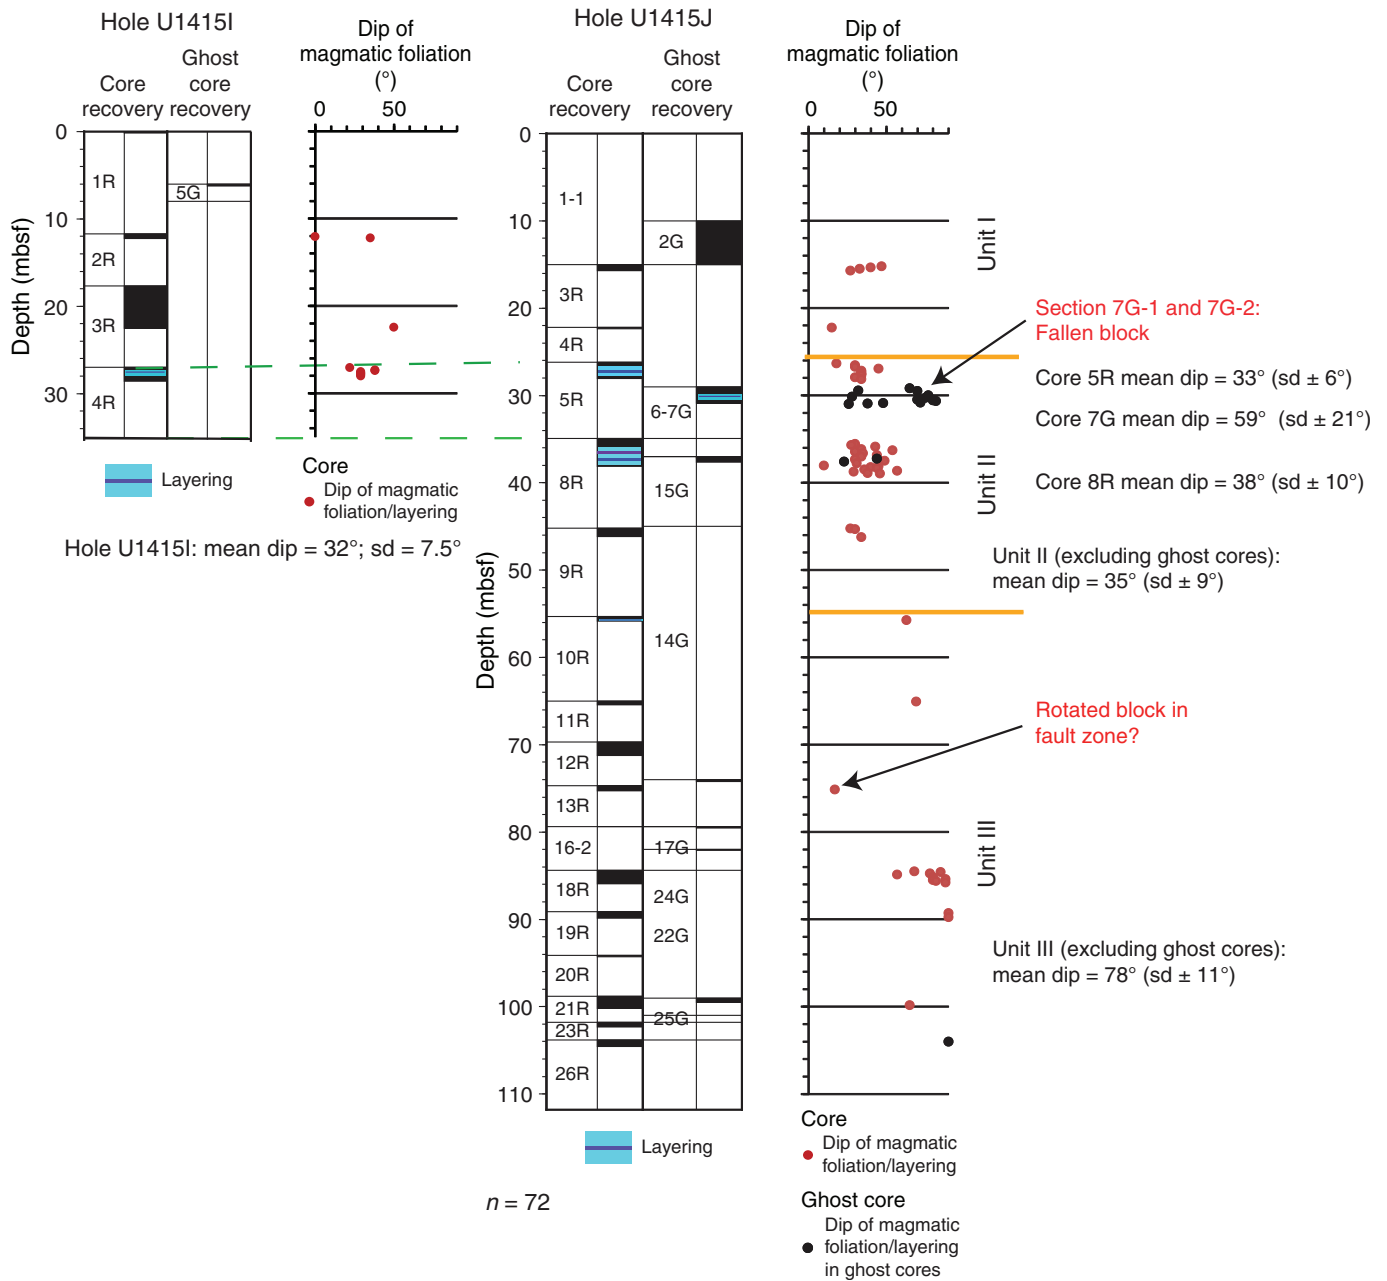 Hole U1415I
Core
recovery
Ghost
core
recovery
Dip of
magmatic foliation
(°)
0
50
Depth (mbsf)
0
10
20
30
1R
2R
3R
4R
5G
Layering
Core
Dip of magmatic
foliation/layering
Hole U1415I: mean dip = 32°; sd = 7.5°
Hole U1415J
Core
recovery
Ghost
core
recovery
Dip of
magmatic foliation
(°)
0
50
Depth (mbsf)
0
10
20
30
40
50
60
70
80
90
100
110
1-1
3R
4R
5R
8R
9R
10R
11R
12R
13R
16-2
18R
19R
20R
21R
23R
26R
2G
6-7G
15G
14G
17G
24G
22G
25G
Unit I
Section 7G-1 and 7G-2:
Fallen block
Core 5R mean dip = 33° (sd ± 6°)
Core 7G mean dip = 59° (sd ± 21°)
Unit II
Core 8R mean dip = 38° (sd ± 10°)
Unit II (excluding ghost cores):
mean dip = 35° (sd ± 9°)
Rotated block in
fault zone?
Unit III
Unit III (excluding ghost cores):
mean dip = 78° (sd ± 11°)
Layering
n = 72
Core
Dip of magmatic
foliation/layering
Ghost core
Dip of magmatic
foliation/layering
in ghost cores